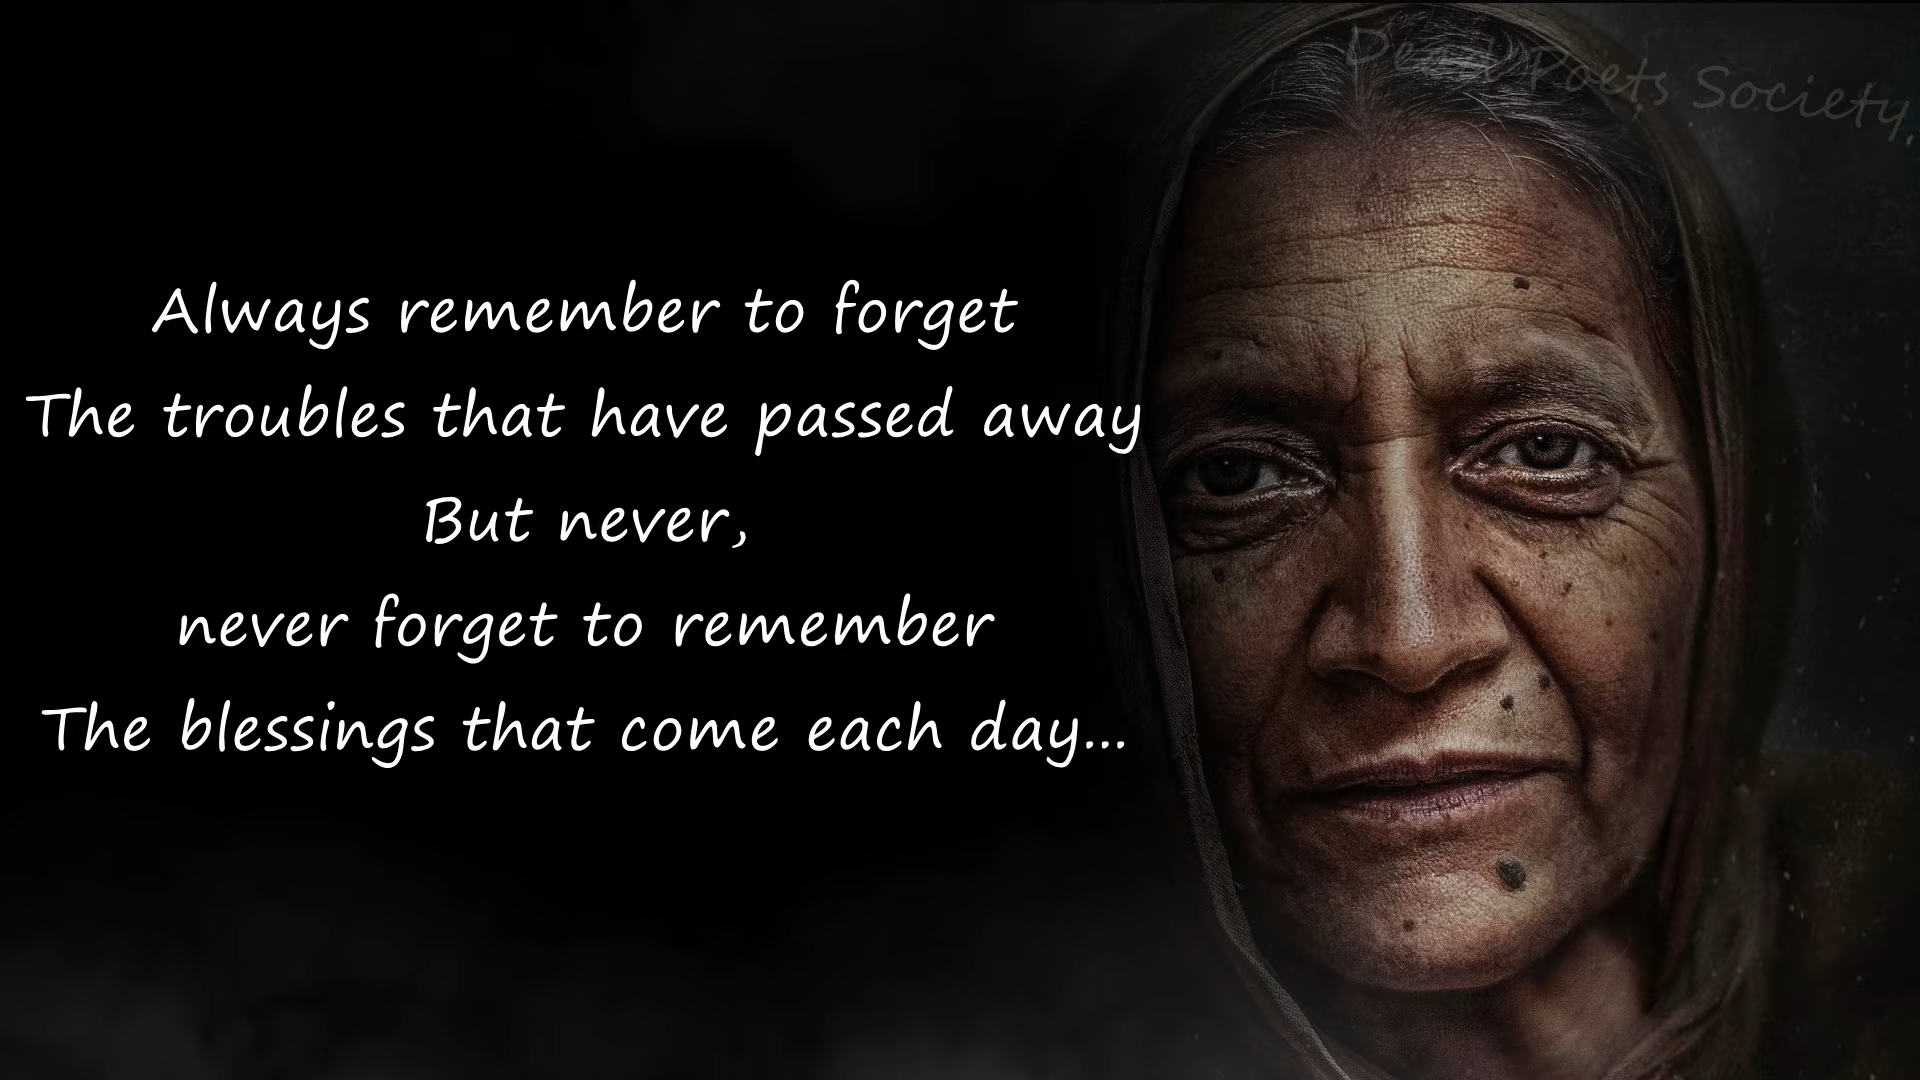 Dead Poets Society.
Always remember to forget
The troubles that have passed away
But never,
never forget to remember
The blessings that come each day...